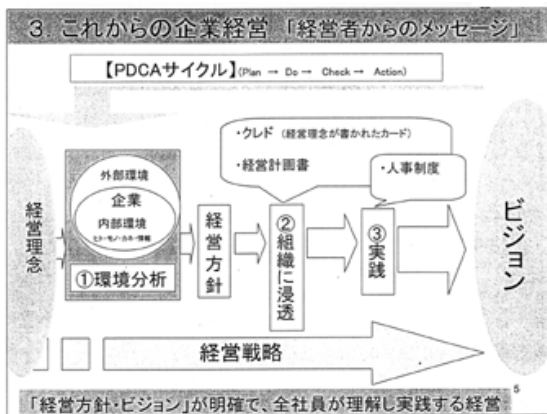 3. これからの企業経営 「経営者からのメッセージ」
【PDCAサイクル】(Plan → Do → Check → Action)
・クレド (経営理念が書かれたカード)
・経営計画書
・人事制度
経営理念
外部環境
企業
内部環境
ヒト・モノ・カネ・情報
①環境分析
経営方針
②組織に浸透
③実践
ビジョン
経営戦略
5
「経営方針・ビジョン」が明確で、全社員が理解し実践する経営